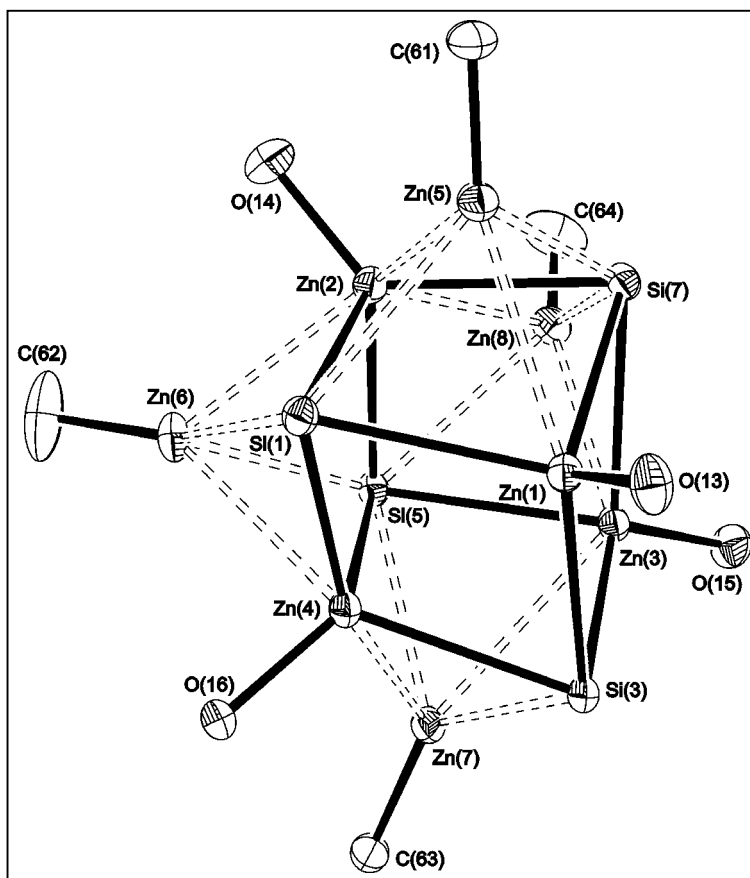 C(61)
O(14)
Zn(5)
C(64)
Zn(2)
Si(7)
Zn(8)
C(62)
Zn(6)
Si(1)
O(13)
Zn(1)
Si(5)
Zn(3)
O(15)
Zn(4)
O(16)
Si(3)
Zn(7)
C(63)